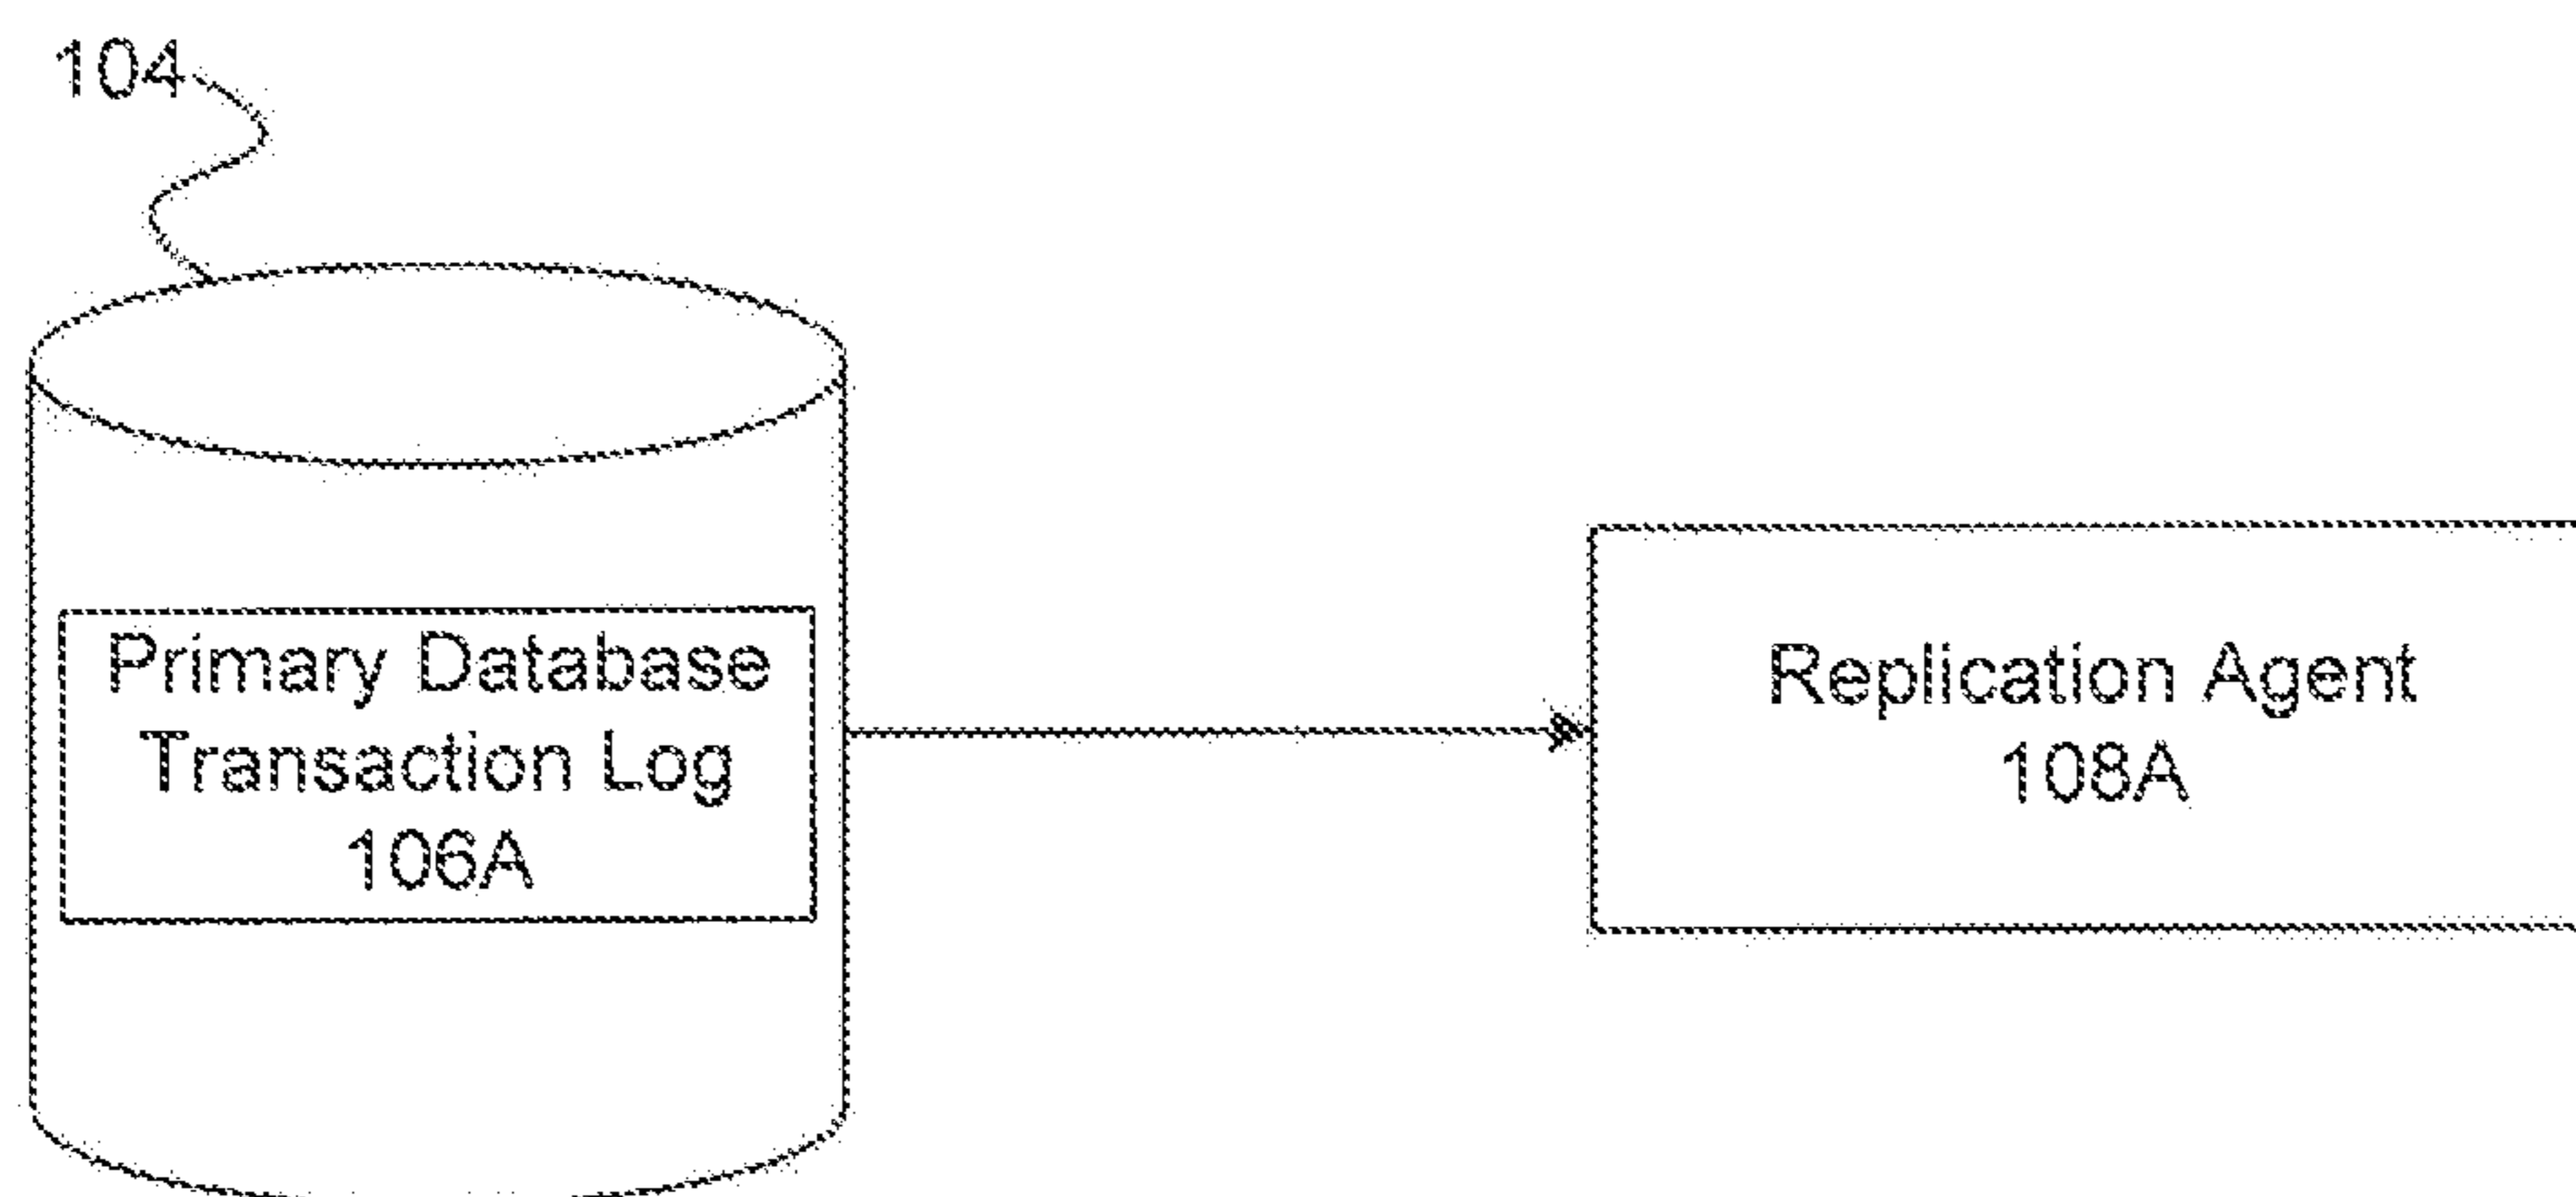 104
Primary Database
Transaction Log
106A
Replication Agent
108A